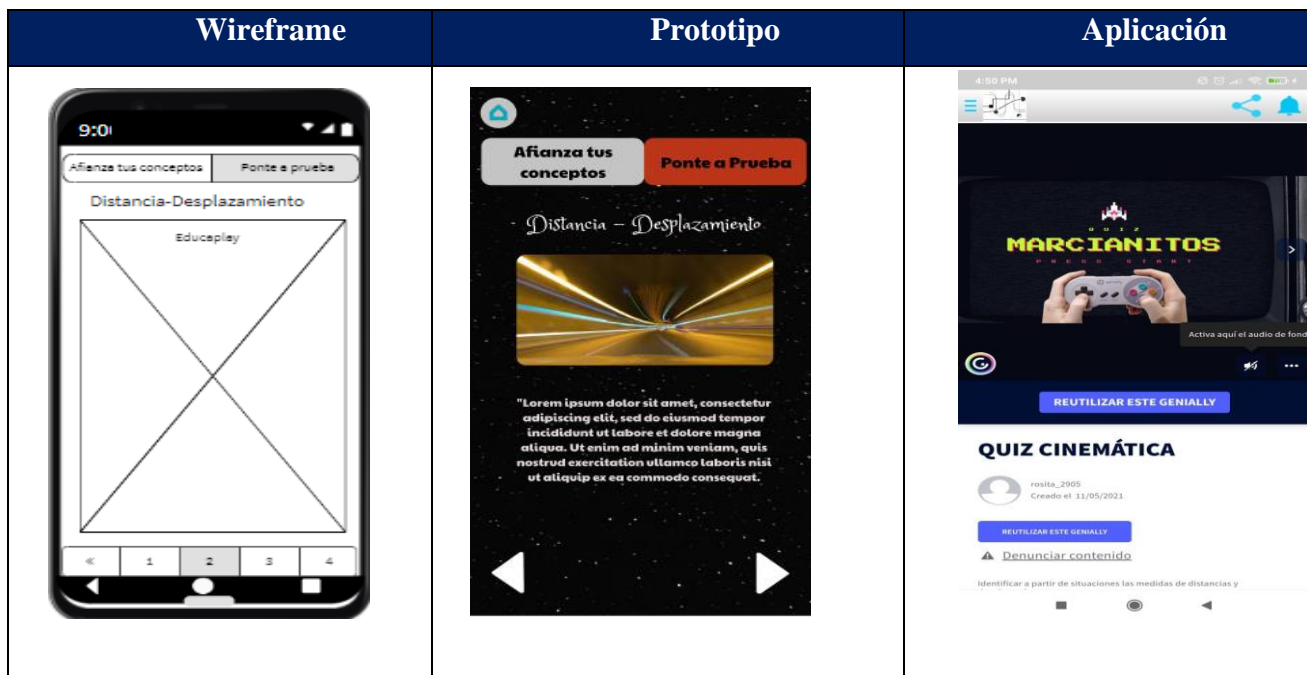 Wireframe
Prototipo
Aplicación
9:0
Afianza tus conceptos
Ponte a prueba
Distancia-Desplazamiento
Educaplay
«
1
2
3
4
Afianza tus
conceptos
Ponte a Prueba
Distancia – Desplazamiento
"Lorem ipsum dolor sit amet, consectetur
adipiscing elit, sed do eiusmod tempor
incididunt ut labore et dolore magna
aliqua. Ut enim ad minim veniam, quis
nostrud exercitation ullamco laboris nisi
ut aliquip ex ea commodo consequat.
4:50 PM
QUIZ
MARCIANITOS
PRESS START
Activa aquí el audio de fond
REUTILIZAR ESTE GENIALLY
QUIZ CINEMÁTICA
rosita_2905
Creado el 11/05/2021
REUTILIZAR ESTE GENIALLY
Denunciar contenido
Identificar a partir de situaciones las medidas de distancias y